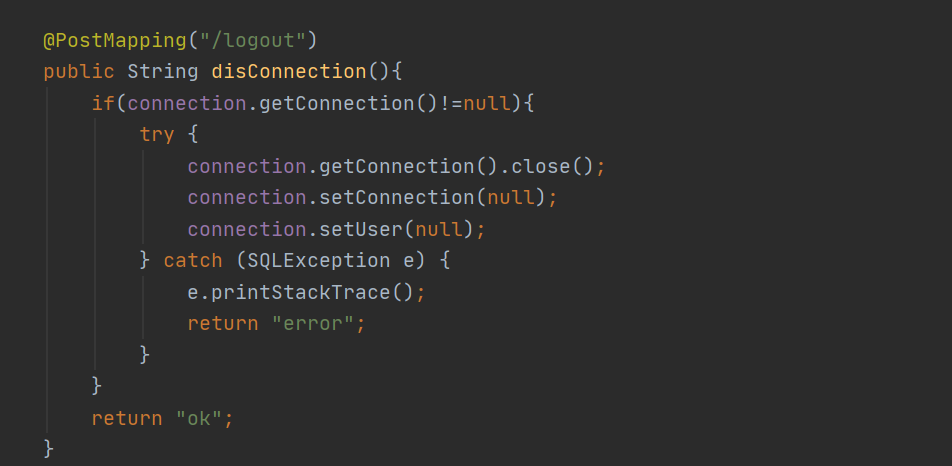 @PostMapping("/logout")
public String disConnection(){
    if(connection.getConnection()!=null){
        try {
            connection.getConnection().close();
            connection.setConnection(null);
            connection.setUser(null);
        } catch (SQLException e) {
            e.printStackTrace();
            return "error";
        }
    }
    return "ok";
}